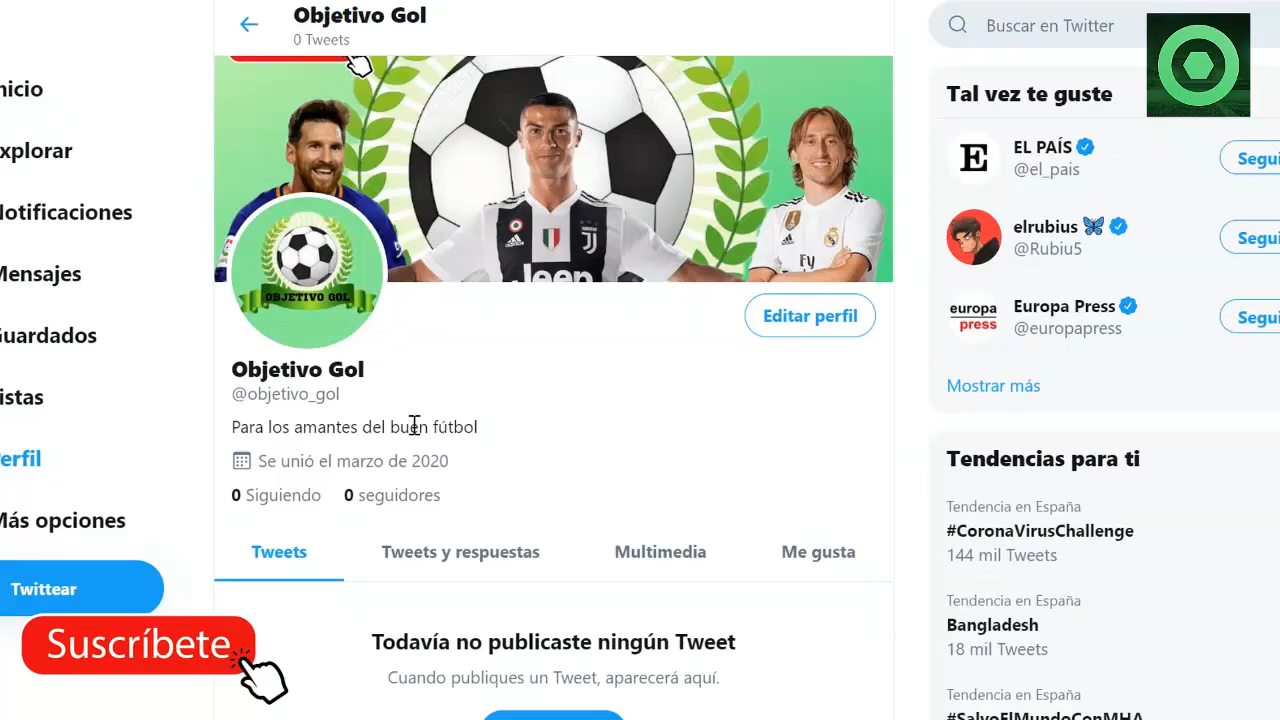 Objetivo Gol
0 Tweets
Buscar en Twitter
nicio
xplorar
Notificaciones
Mensajes
Guardados
istas
erfil
Más opciones
Twittear
Suscríbete
Jeep
Fly
OBJETIVO GOL
Editar perfil
Objetivo Gol
@objetivo_gol
Para los amantes del buen fútbol
Se unió el marzo de 2020
0 Siguiendo 0 seguidores
Tweets Tweets y respuestas Multimedia Me gusta
Todavía no publicaste ningún Tweet
Cuando publiques un Tweet, aparecerá aquí.
Tal vez te guste
E
EL PAÍS
@el_pais
Segui
elrubius
@Rubiu5
Segui
europa
press
Europa Press
@europapress
Segui
Mostrar más
Tendencias para ti
Tendencia en España
#CoronaVirusChallenge
144 mil Tweets
Tendencia en España
Bangladesh
18 mil Tweets
Tendencia en España
#SalvoElMundoConMHA